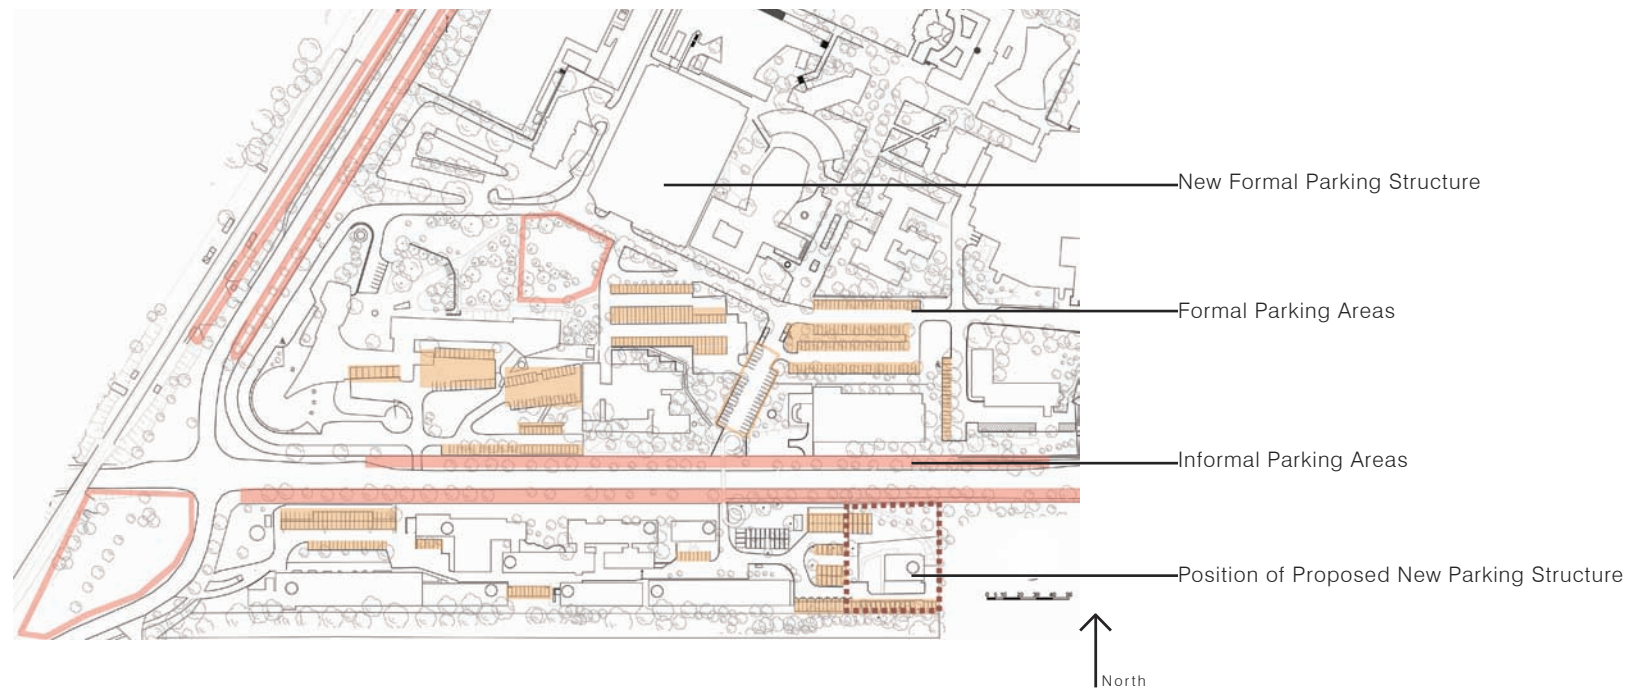 New Formal Parking Structure
Formal Parking Areas
Informal Parking Areas
Position of Proposed New Parking Structure
North